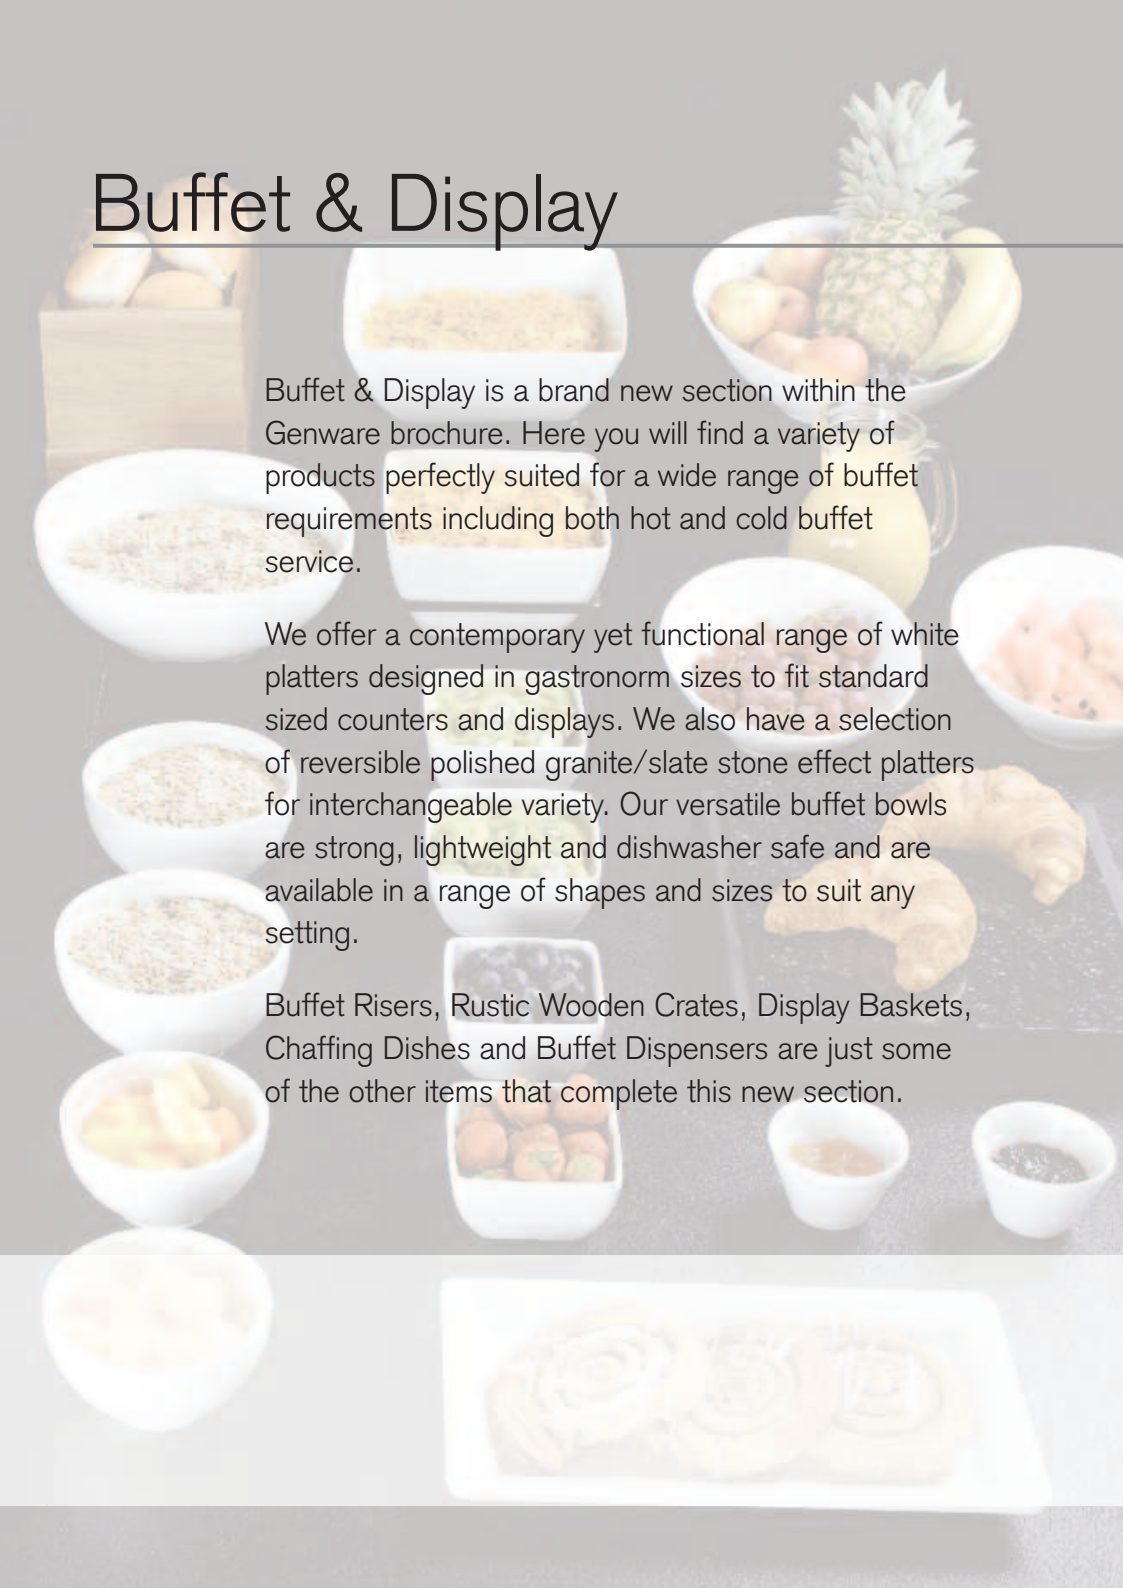 Buffet & Display
Buffet & Display is a brand new section within the
Genware brochure. Here you will find a variety of
products perfectly suited for a wide range of buffet
requirements including both hot and cold buffet
service.
We offer a contemporary yet functional range of white
platters designed in gastronorm sizes to fit standard
sized counters and displays. We also have a selection
of reversible polished granite/slate stone effect platters
for interchangeable variety. Our versatile buffet bowls
are strong, lightweight and dishwasher safe and are
available in a range of shapes and sizes to suit any
setting.
Buffet Risers, Rustic Wooden Crates, Display Baskets,
Chaffing Dishes and Buffet Dispensers are just some
of the other items that complete this new section.